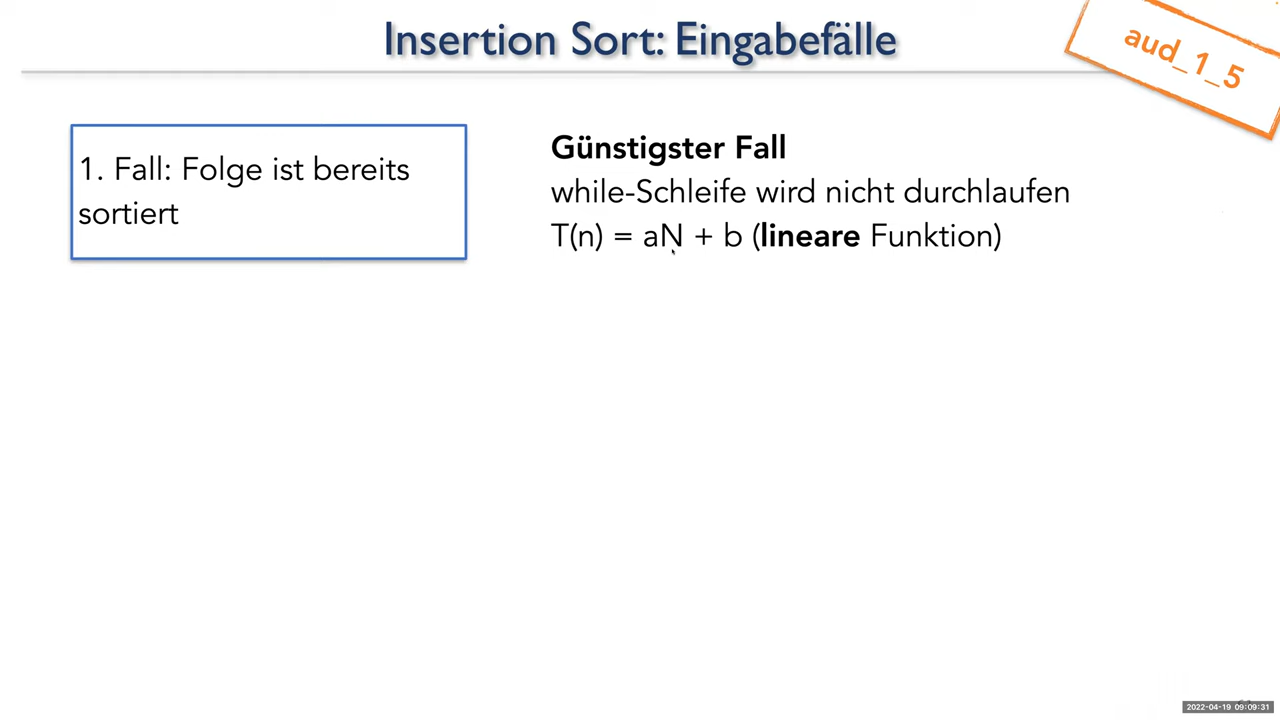 Insertion Sort: Eingabefälle
aud_1_5
1. Fall: Folge ist bereits
sortiert
Günstigster Fall
while-Schleife wird nicht durchlaufen
T(n) = aN + b (lineare Funktion)
2022-04-19 09:09:31